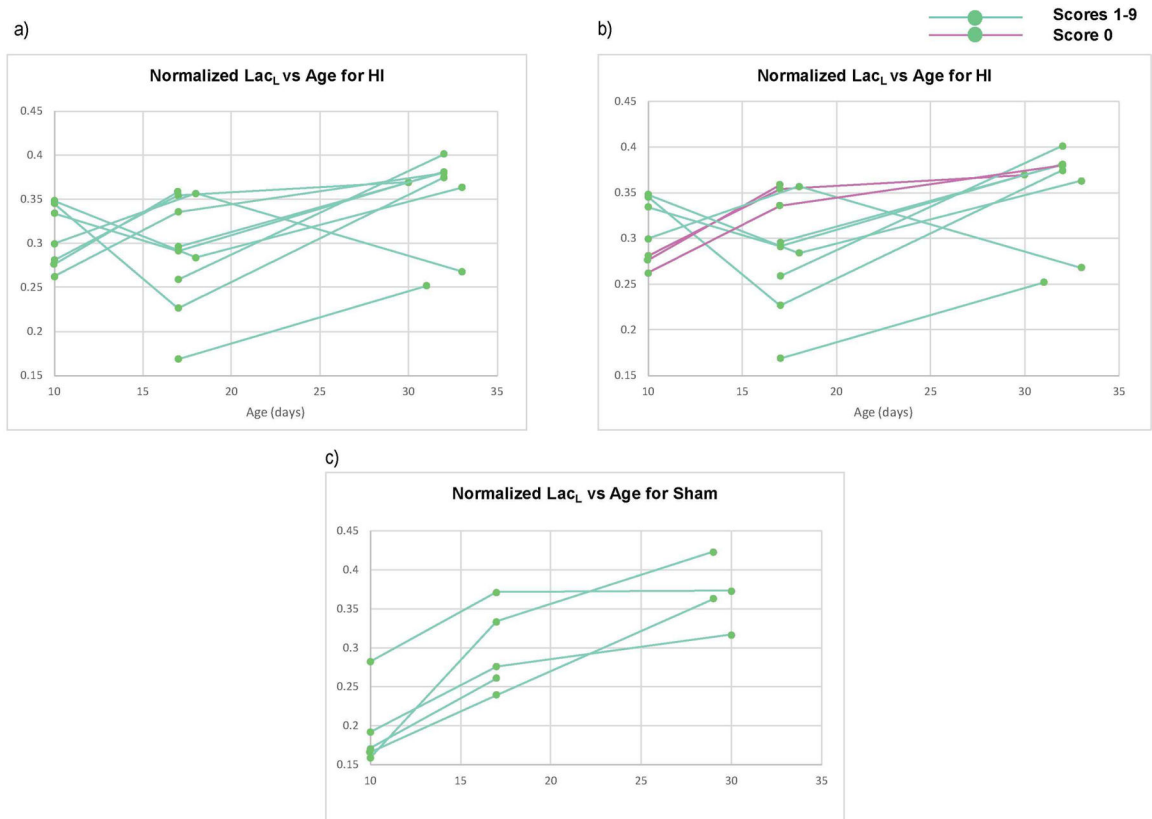 a)
b)
Scores 1-9
Score 0
Normalized LacL vs Age for HI
0.45
0.4
0.35
0.3
0.25
0.2
0.15
10 15 20 25 30 35
Age (days)
Normalized LacL vs Age for HI
0.45
0.4
0.35
0.3
0.25
0.2
0.15
10 15 20 25 30 35
Age (days)
c)
Normalized LacL vs Age for Sham
0.45
0.4
0.35
0.3
0.25
0.2
0.15
10 15 20 25 30 35